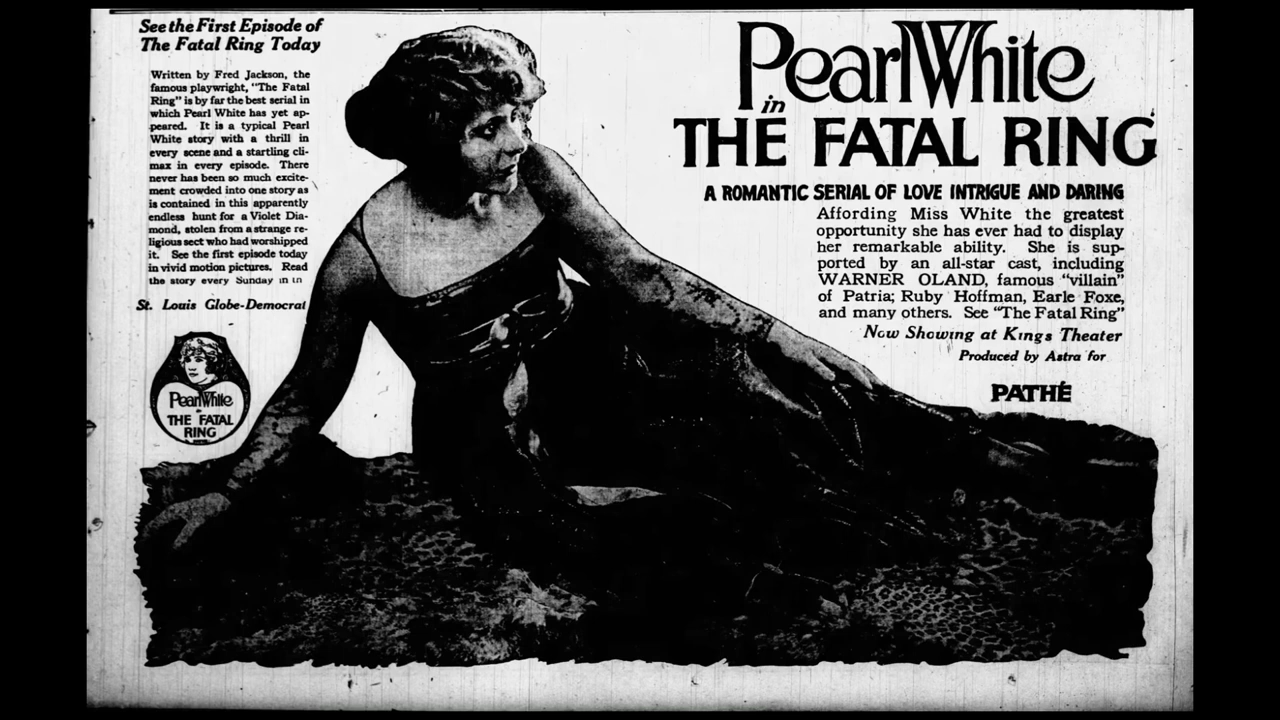 See the First Episode of
The Fatal Ring Today
Written by Fred Jackson, the
famous playwright, "The Fatal
Ring" is by far the best serial in
which Pearl White has yet ap-
peared. It is a typical Pearl
White story with a thrill in
every scene and a startling cli-
max in every episode. There
never has been so much excite-
ment crowded into one story as
is contained in this apparently
endless hunt for a Violet Dia-
mond, stolen from a strange re-
ligious sect who had worshipped
it. See the first episode today
in vivid motion pictures. Read
the story every Sunday in
St. Louis Globe-Democrat
Pearl White
in
THE FATAL
RING
Pearl White
in
THE FATAL RING
A ROMANTIC SERIAL OF LOVE INTRIGUE AND DARING
Affording Miss White the greatest
opportunity she has ever had to display
her remarkable ability. She is sup-
ported by an all-star cast, including
WARNER OLAND, famous "villain"
of Patria; Ruby Hoffman, Earle Foxe,
and many others. See "The Fatal Ring"
Now Showing at Kings Theater
Produced by Astra for
PATHÉ